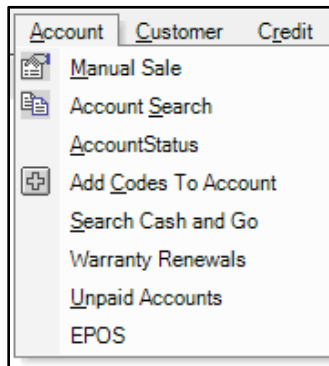 Account Customer Credit
Manual Sale
Account Search
AccountStatus
Add Codes To Account
Search Cash and Go
Warranty Renewals
Unpaid Accounts
EPOS